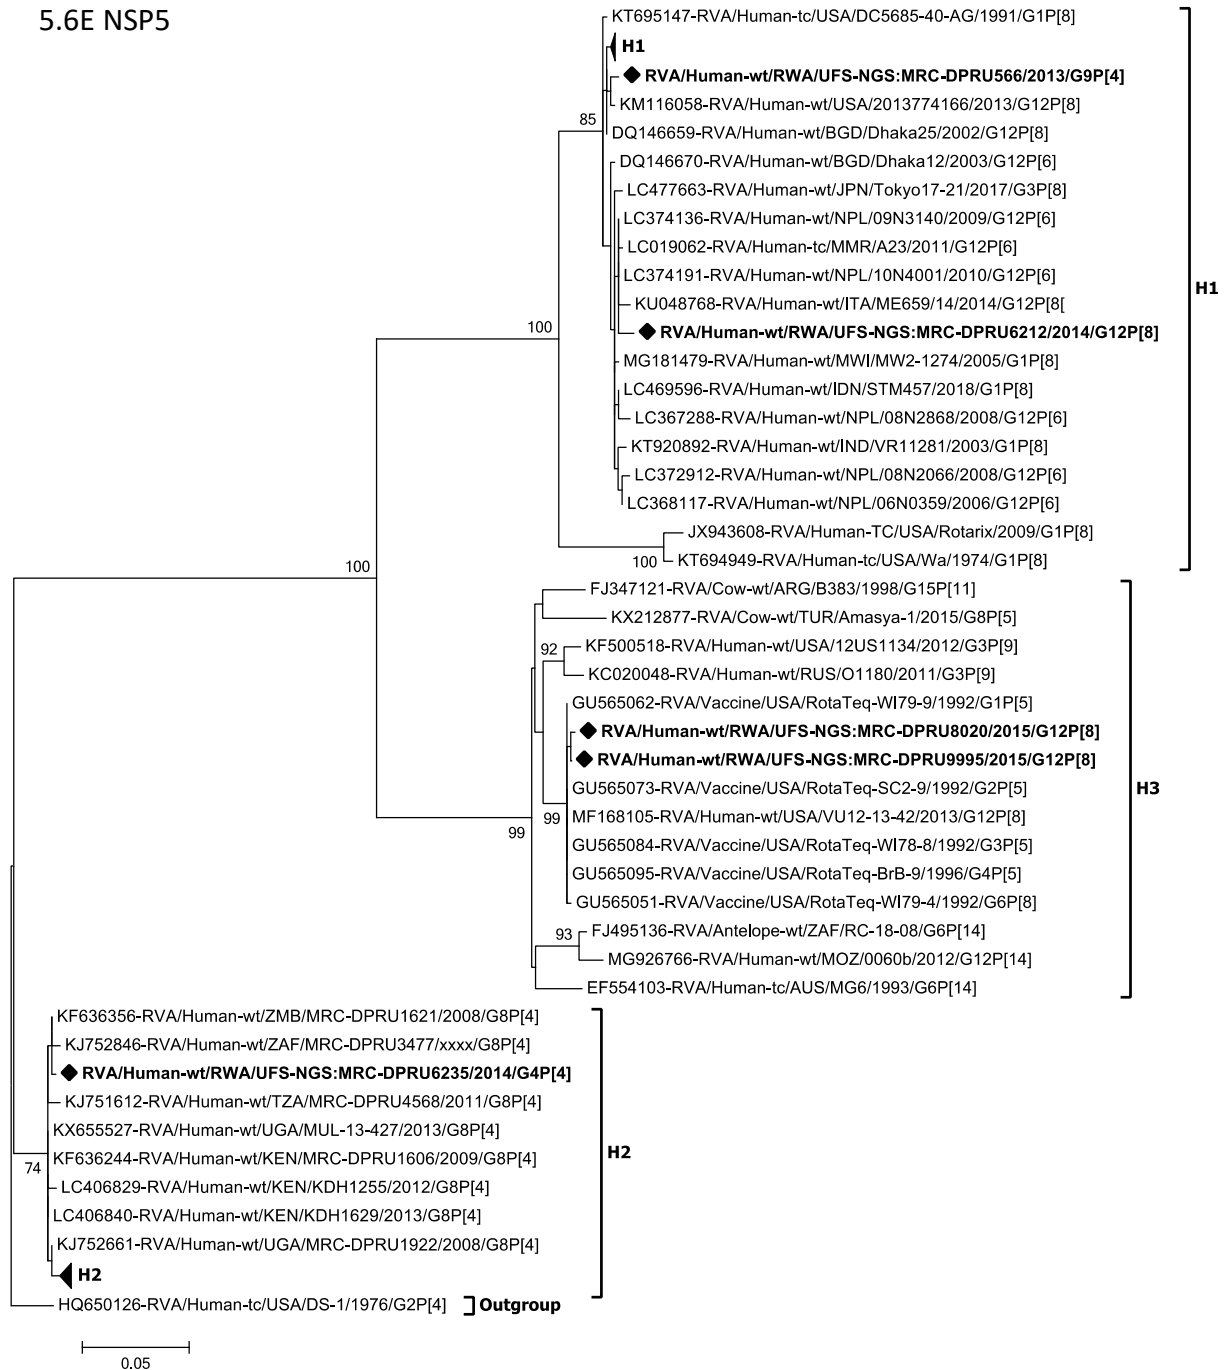 5.6E NSP5
KT695147-RVA/Human-tc/USA/DC5685-40-AG/1991/G1P[8]
H1
RVA/Human-wt/RWA/UFS-NGS:MRC-DPRU566/2013/G9P[4]
KM116058-RVA/Human-wt/USA/2013774166/2013/G12P[8]
85
DQ146659-RVA/Human-wt/BGD/Dhaka25/2002/G12P[8]
DQ146670-RVA/Human-wt/BGD/Dhaka12/2003/G12P[6]
LC477663-RVA/Human-wt/JPN/Tokyo17-21/2017/G3P[8]
LC374136-RVA/Human-wt/NPL/09N3140/2009/G12P[6]
LC019062-RVA/Human-tc/MMR/A23/2011/G12P[6]
LC374191-RVA/Human-wt/NPL/10N4001/2010/G12P[6]
H1
KU048768-RVA/Human-wt/ITA/ME659/14/2014/G12P[8[
100
RVA/Human-wt/RWA/UFS-NGS:MRC-DPRU6212/2014/G12P[8]
MG181479-RVA/Human-wt/MWI/MW2-1274/2005/G1P[8]
LC469596-RVA/Human-wt/IDN/STM457/2018/G1P[8]
LC367288-RVA/Human-wt/NPL/08N2868/2008/G12P[6]
KT920892-RVA/Human-wt/IND/VR11281/2003/G1P[8]
LC372912-RVA/Human-wt/NPL/08N2066/2008/G12P[6]
LC368117-RVA/Human-wt/NPL/06N0359/2006/G12P[6]
JX943608-RVA/Human-TC/USA/Rotarix/2009/G1P[8]
100
KT694949-RVA/Human-tc/USA/Wa/1974/G1P[8]
100
FJ347121-RVA/Cow-wt/ARG/B383/1998/G15P[11]
KX212877-RVA/Cow-wt/TUR/Amasya-1/2015/G8P[5]
92
KF500518-RVA/Human-wt/USA/12US1134/2012/G3P[9]
KC020048-RVA/Human-wt/RUS/O1180/2011/G3P[9]
GU565062-RVA/Vaccine/USA/RotaTeq-WI79-9/1992/G1P[5]
RVA/Human-wt/RWA/UFS-NGS:MRC-DPRU8020/2015/G12P[8]
RVA/Human-wt/RWA/UFS-NGS:MRC-DPRU9995/2015/G12P[8]
GU565073-RVA/Vaccine/USA/RotaTeq-SC2-9/1992/G2P[5]
H3
99
99
MF168105-RVA/Human-wt/USA/VU12-13-42/2013/G12P[8]
GU565084-RVA/Vaccine/USA/RotaTeq-WI78-8/1992/G3P[5]
GU565095-RVA/Vaccine/USA/RotaTeq-BrB-9/1996/G4P[5]
GU565051-RVA/Vaccine/USA/RotaTeq-WI79-4/1992/G6P[8]
93
FJ495136-RVA/Antelope-wt/ZAF/RC-18-08/G6P[14]
MG926766-RVA/Human-wt/MOZ/0060b/2012/G12P[14]
EF554103-RVA/Human-tc/AUS/MG6/1993/G6P[14]
KF636356-RVA/Human-wt/ZMB/MRC-DPRU1621/2008/G8P[4]
KJ752846-RVA/Human-wt/ZAF/MRC-DPRU3477/xxxx/G8P[4]
RVA/Human-wt/RWA/UFS-NGS:MRC-DPRU6235/2014/G4P[4]
KJ751612-RVA/Human-wt/TZA/MRC-DPRU4568/2011/G8P[4]
KX655527-RVA/Human-wt/UGA/MUL-13-427/2013/G8P[4]
H2
74
KF636244-RVA/Human-wt/KEN/MRC-DPRU1606/2009/G8P[4]
LC406829-RVA/Human-wt/KEN/KDH1255/2012/G8P[4]
LC406840-RVA/Human-wt/KEN/KDH1629/2013/G8P[4]
KJ752661-RVA/Human-wt/UGA/MRC-DPRU1922/2008/G8P[4]
H2
HQ650126-RVA/Human-tc/USA/DS-1/1976/G2P[4] Outgroup
0.05